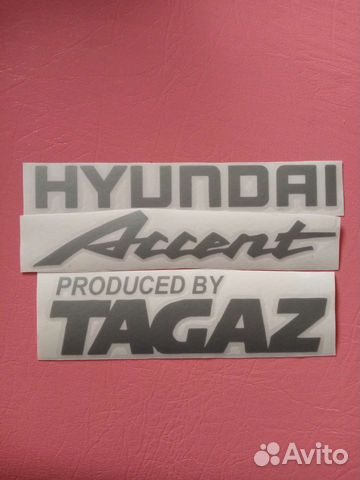 HYUNDAI
Accent
PRODUCED BY
TAGAZ
Avito